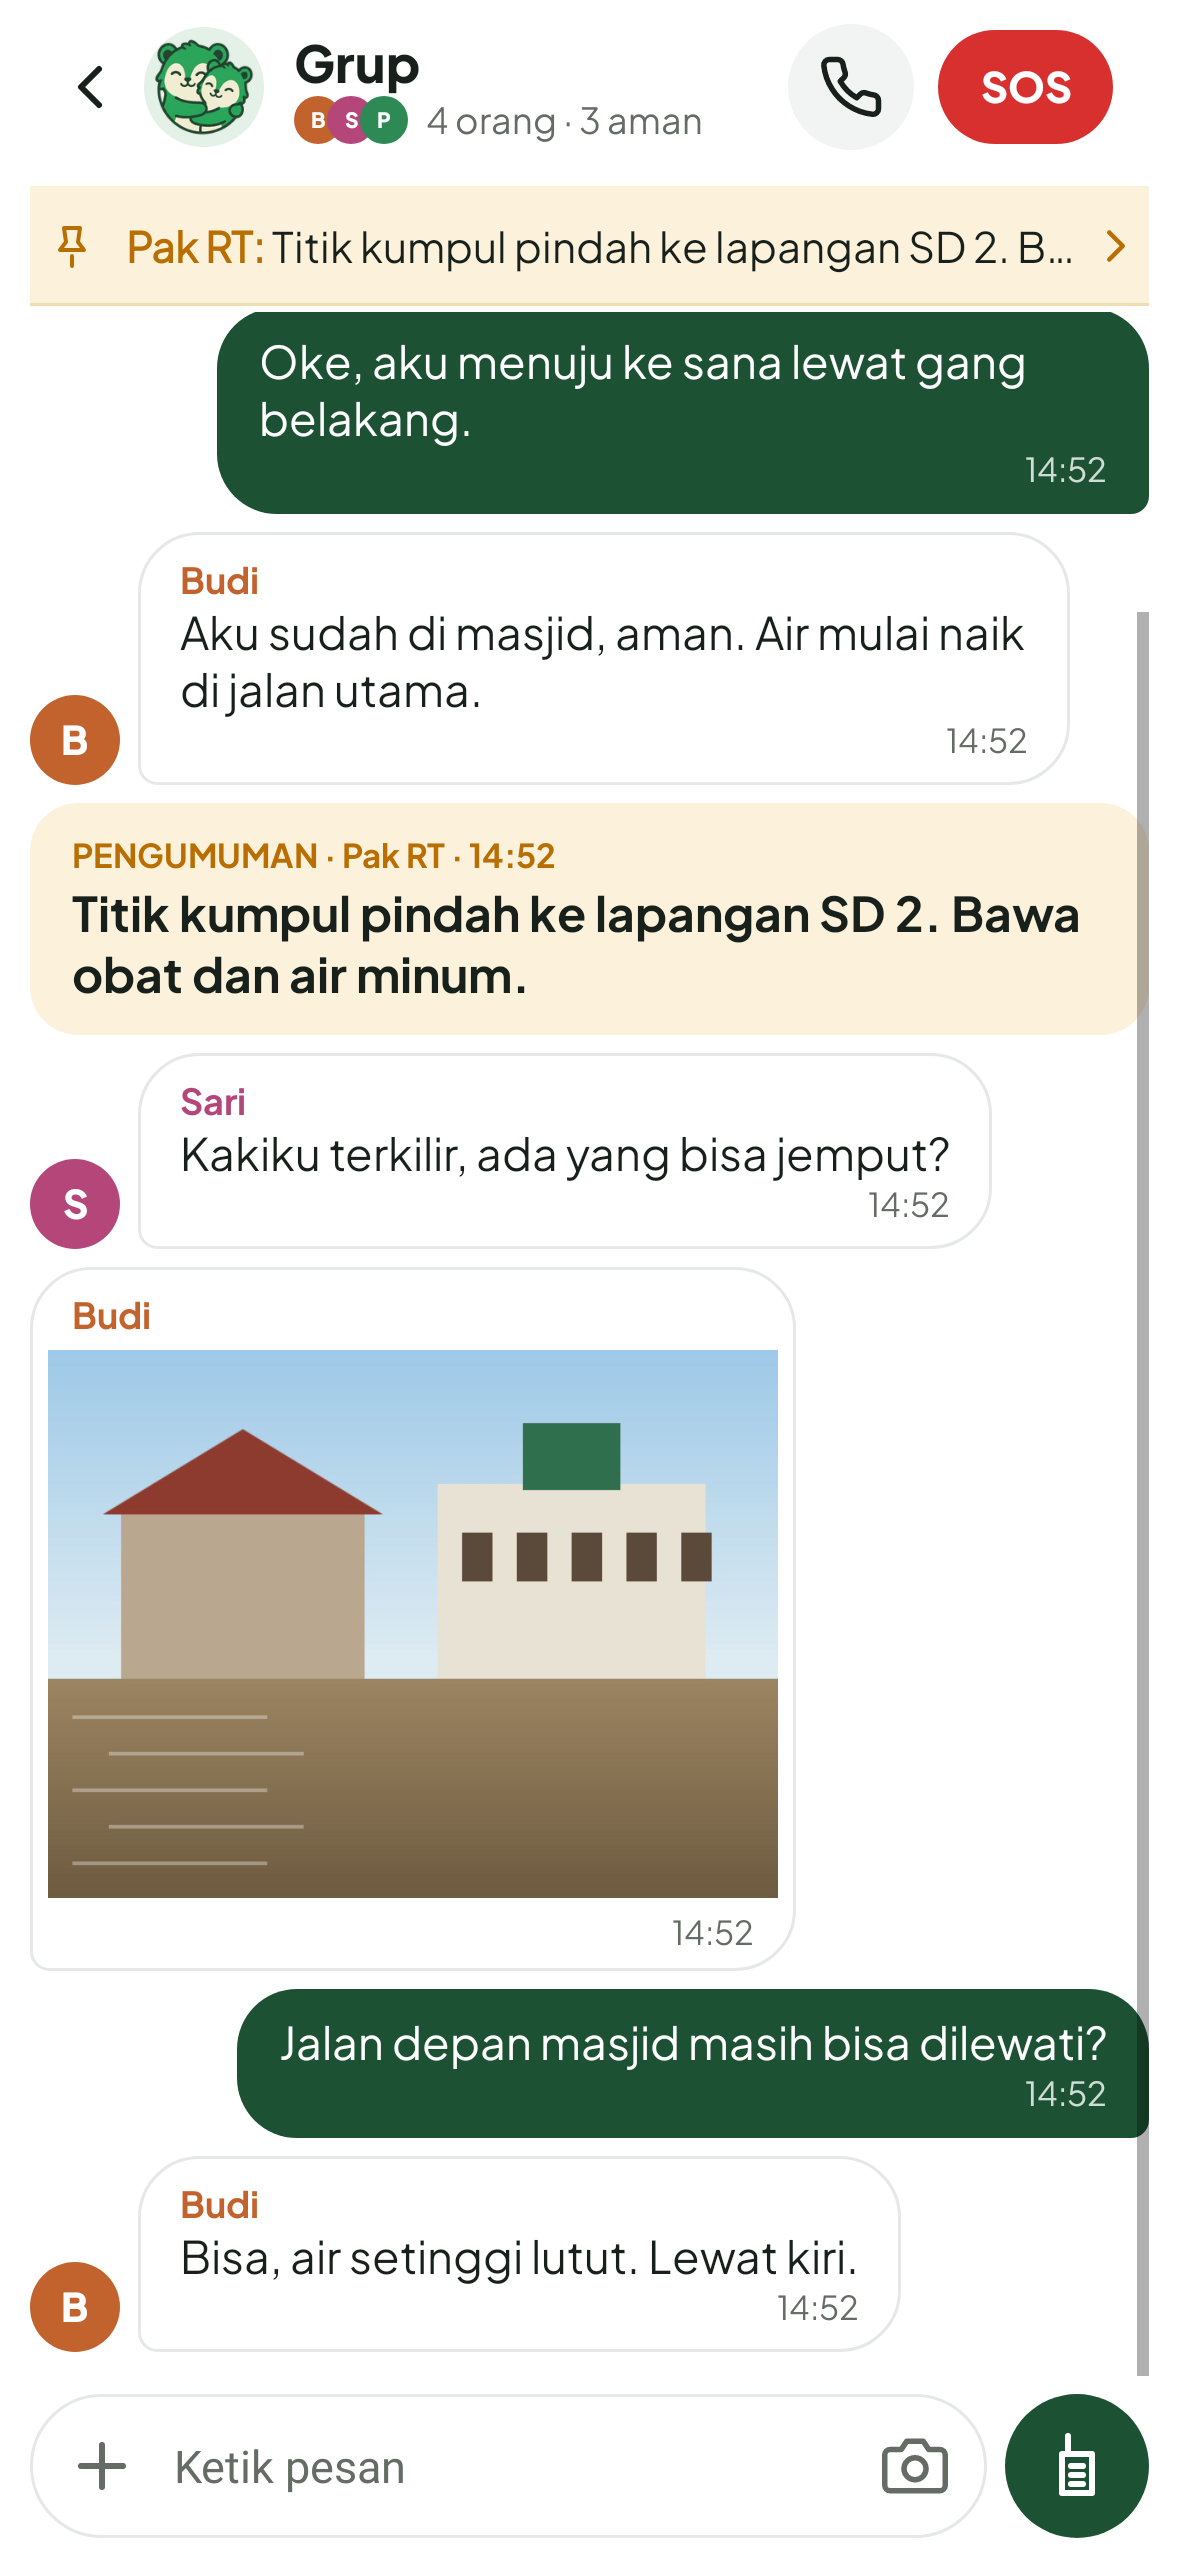 Grup
B S P 4 orang · 3 aman
SOS
Pak RT: Titik kumpul pindah ke lapangan SD 2. B...
Oke, aku menuju ke sana lewat gang
belakang.
14:52
Budi
Aku sudah di masjid, aman. Air mulai naik
di jalan utama.
14:52
B
PENGUMUMAN · Pak RT · 14:52
Titik kumpul pindah ke lapangan SD 2. Bawa
obat dan air minum.
Sari
Kakiku terkilir, ada yang bisa jemput?
14:52
S
Budi
14:52
Jalan depan masjid masih bisa dilewati?
14:52
Budi
Bisa, air setinggi lutut. Lewat kiri.
14:52
B
Ketik pesan